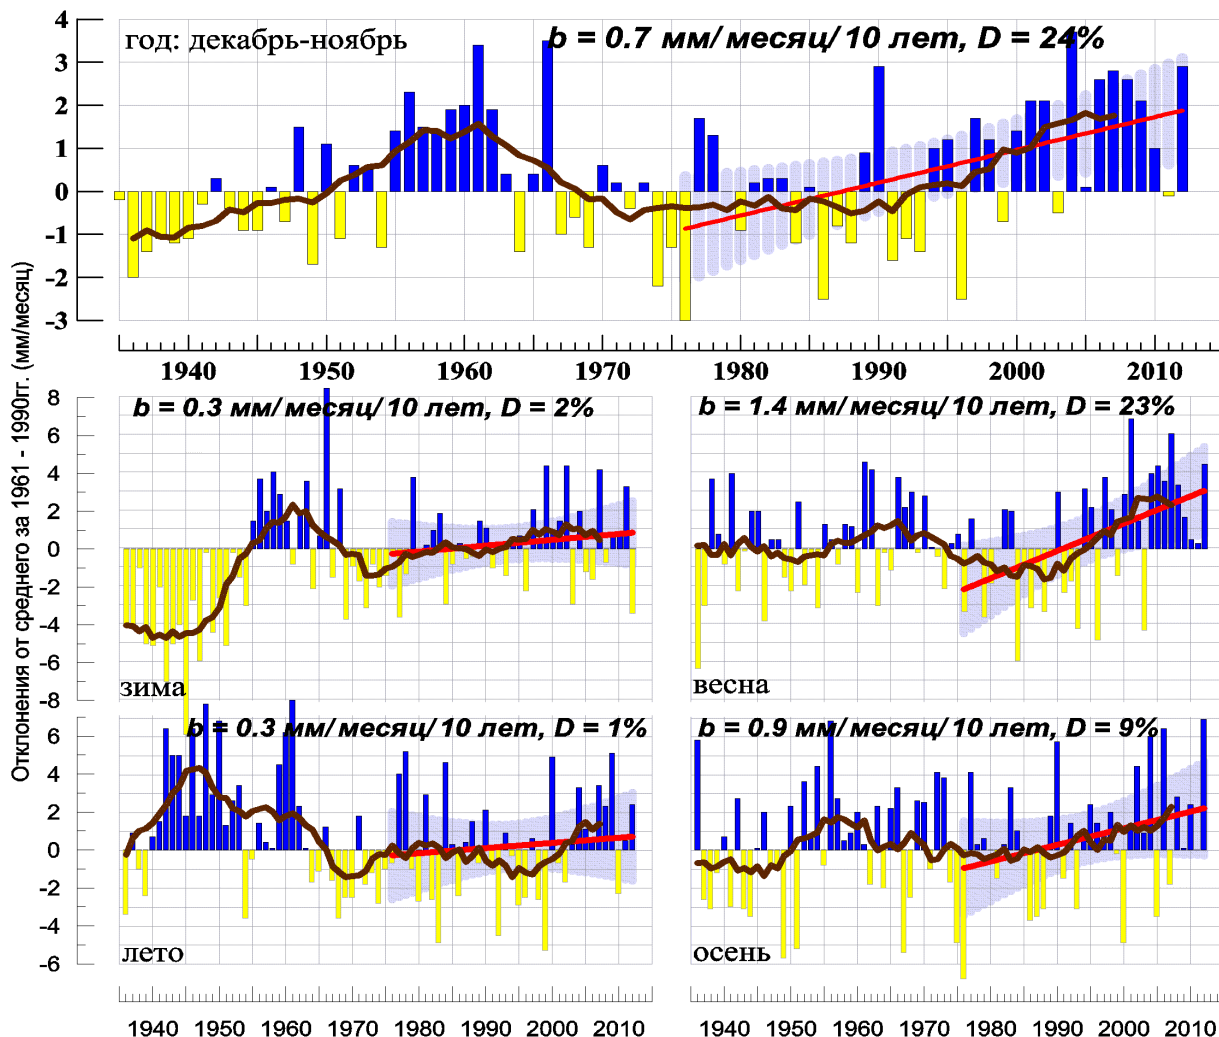 год: декабрь-ноябрь
b = 0.7 мм/месяц/10 лет, D = 24%
4
3
2
1
0
-1
-2
-3
1940 1950 1960 1970 1980 1990 2000 2010
Отклонения от среднего за 1961 - 1990гг. (мм/месяц)
b = 0.3 мм/месяц/10 лет, D = 2%
b = 1.4 мм/месяц/10 лет, D = 23%
8
6
4
2
0
-2
-4
-6
-8
зима
весна
b = 0.3 мм/месяц/10 лет, D = 1%
b = 0.9 мм/месяц/10 лет, D = 9%
6
4
2
0
-2
-4
-6
лето
осень
1940 1950 1960 1970 1980 1990 2000 2010
1940 1950 1960 1970 1980 1990 2000 2010